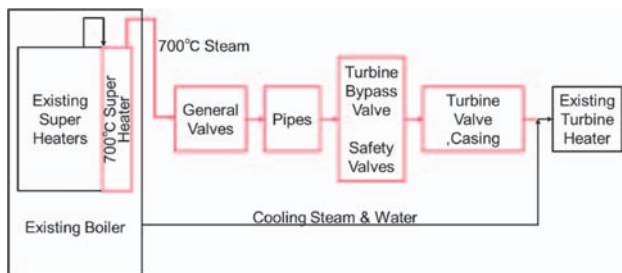 700℃ Steam
Existing
Super
Heaters
700℃ Super
Heater
General
Valves
Pipes
Turbine
Bypass
Valve
Safety
Valves
Turbine
Valve
,Casing
Existing
Turbine
Heater
Cooling Steam & Water
Existing Boiler